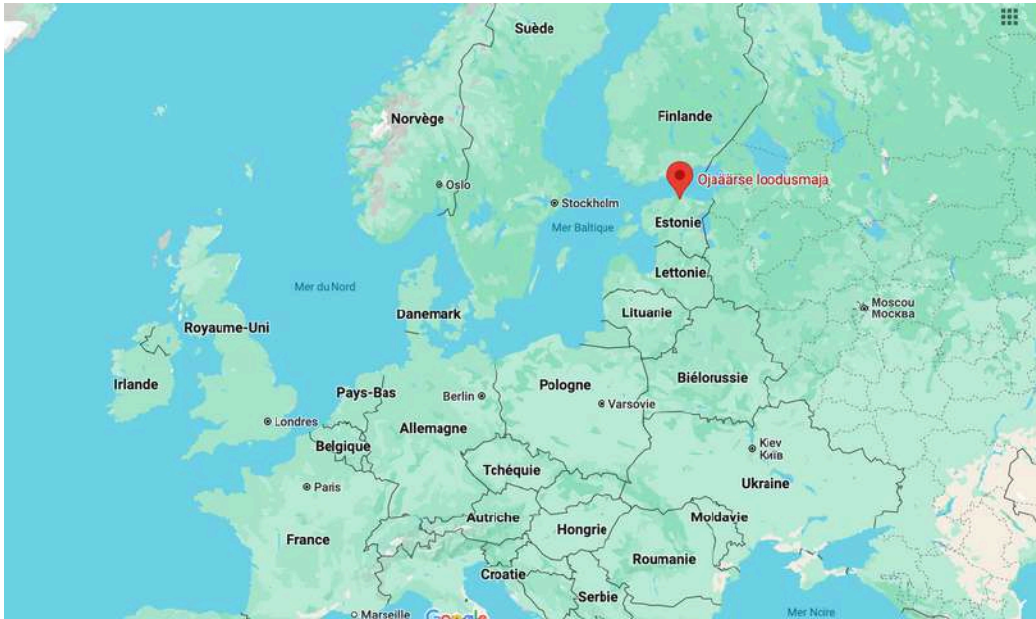 Suède
Norvège
Finlande
Oslo
Ojaäärse loodusmaja
Stockholm
Estonie
Mer Baltique
Lettonie
Mer du Nord
Moscou
МОСКВА
Danemark
Lituanie
Royaume-Uni
Biélorussie
Irlande
Pays-Bas
Berlin
Pologne
Varsovie
Londres
Allemagne
Belgique
Kiev
Київ
Tchéquie
Paris
Ukraine
Autriche
Moldavie
Hongrie
France
Roumanie
Croatie
Serbie
Marseille
Google
Mer Noire